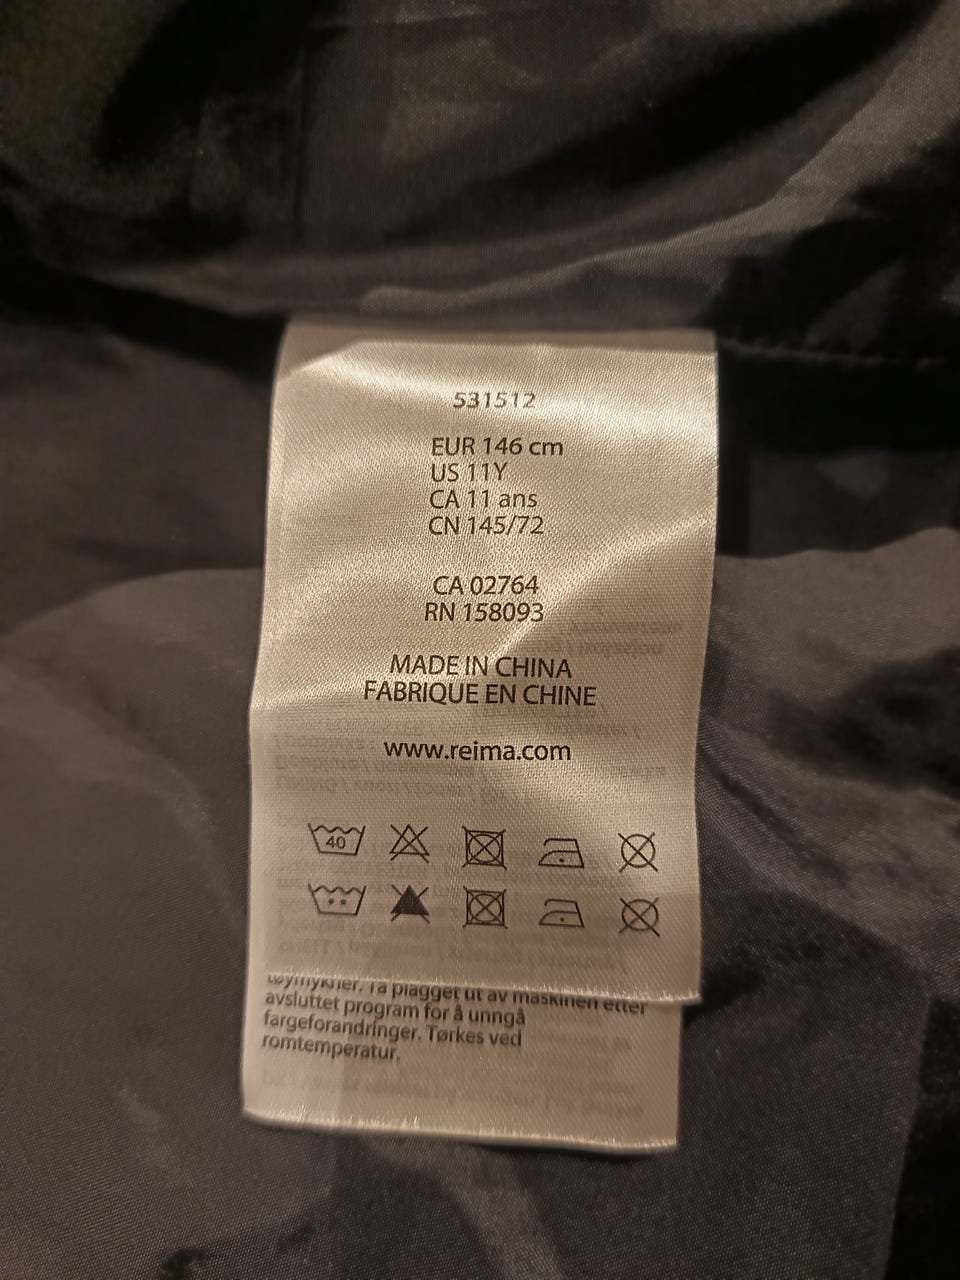 531512
EUR 146 cm
US 11Y
CA 11 ans
CN 145/72
CA 02764
RN 158093
MADE IN CHINA
FABRIQUE EN CHINE
www.reima.com
40
tøymykner. Ta plagget ut av maskinen etter
avsluttet program for å unngå
fargeforandringer. Tørkes ved
romtemperatur.